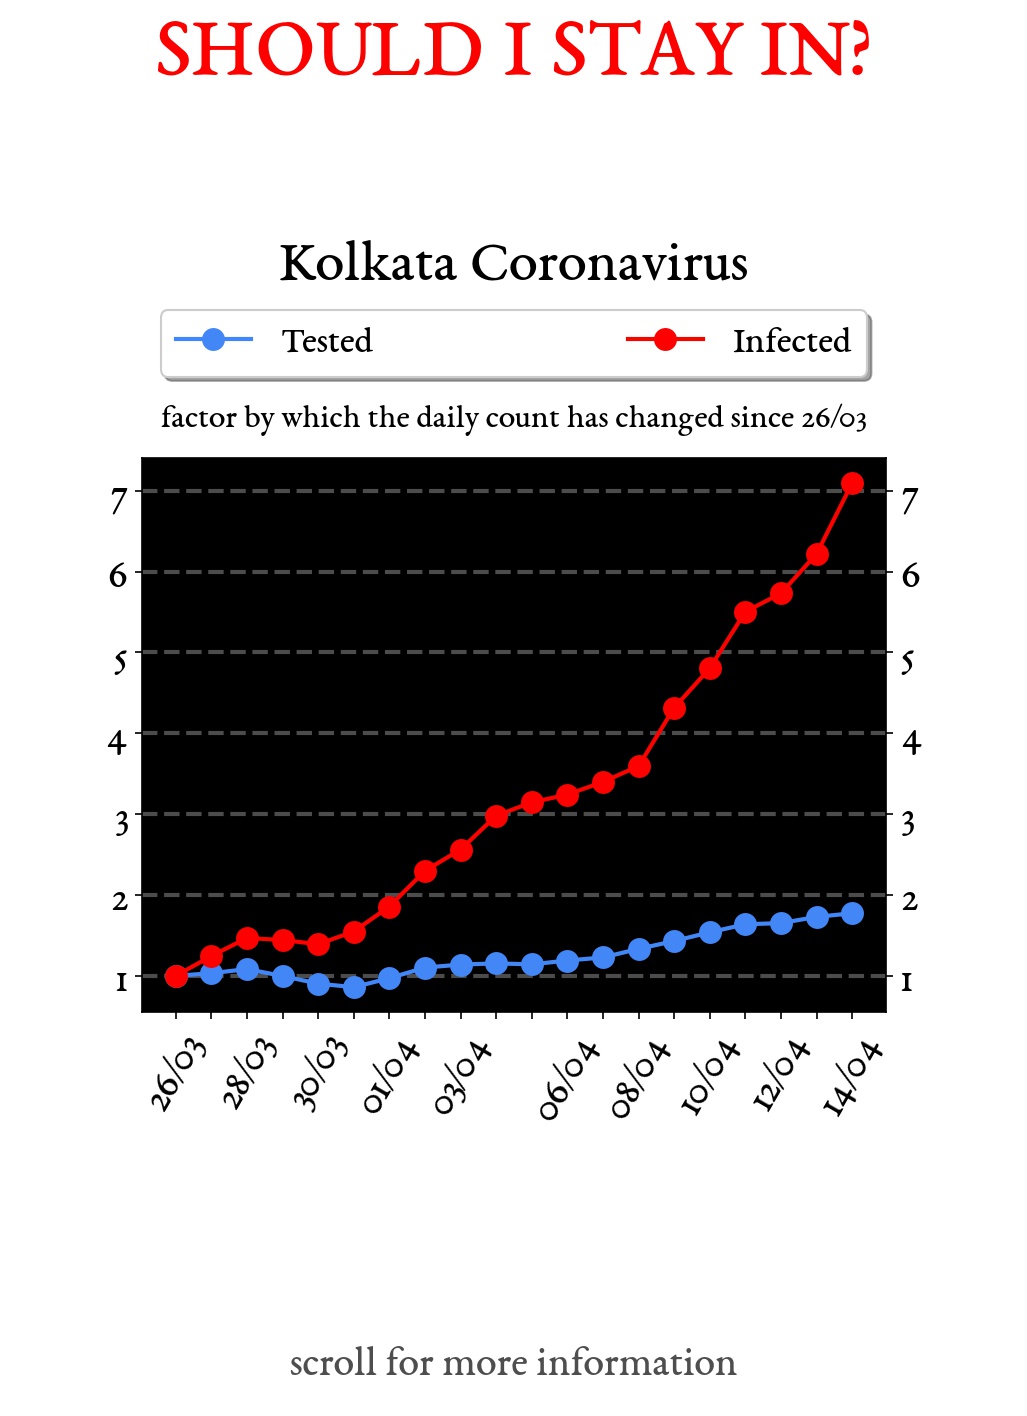 SHOULD I STAY IN?
Kolkata Coronavirus
Tested Infected
factor by which the daily count has changed since 26/03
7 7
6 6
5 5
4 4
3 3
2 2
1 1
26/03 28/03 30/03 01/04 03/04 06/04 08/04 10/04 12/04 14/04
scroll for more information